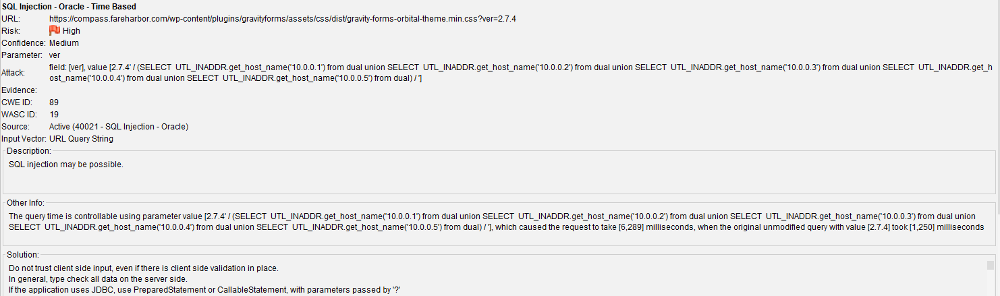 SQL Injection - Oracle - Time Based
URL: https://compass.fareharbor.com/wp-content/plugins/gravityforms/assets/css/dist/gravity-forms-orbital-theme.min.css?ver=2.7.4
Risk: High
Confidence: Medium
Parameter: ver
Attack: field: [ver], value [2.7.4' / (SELECT  UTL_INADDR.get_host_name('10.0.0.1') from dual union SELECT  UTL_INADDR.get_host_name('10.0.0.2') from dual union SELECT  UTL_INADDR.get_host_name('10.0.0.3') from dual union SELECT  UTL_INADDR.get_h
ost_name('10.0.0.4') from dual union SELECT  UTL_INADDR.get_host_name('10.0.0.5') from dual) / ']
Evidence:
CWE ID: 89
WASC ID: 19
Source: Active (40021 - SQL Injection - Oracle)
Input Vector: URL Query String
Description:
SQL injection may be possible.
Other Info:
The query time is controllable using parameter value [2.7.4' / (SELECT  UTL_INADDR.get_host_name('10.0.0.1') from dual union SELECT  UTL_INADDR.get_host_name('10.0.0.2') from dual union SELECT  UTL_INADDR.get_host_name('10.0.0.3') from dual union
SELECT  UTL_INADDR.get_host_name('10.0.0.4') from dual union SELECT  UTL_INADDR.get_host_name('10.0.0.5') from dual) / '], which caused the request to take [6,289] milliseconds, when the original unmodified query with value [2.7.4] took [1,250] milliseconds
Solution:
Do not trust client side input, even if there is client side validation in place.
In general, type check all data on the server side.
If the application uses JDBC, use PreparedStatement or CallableStatement, with parameters passed by '?'